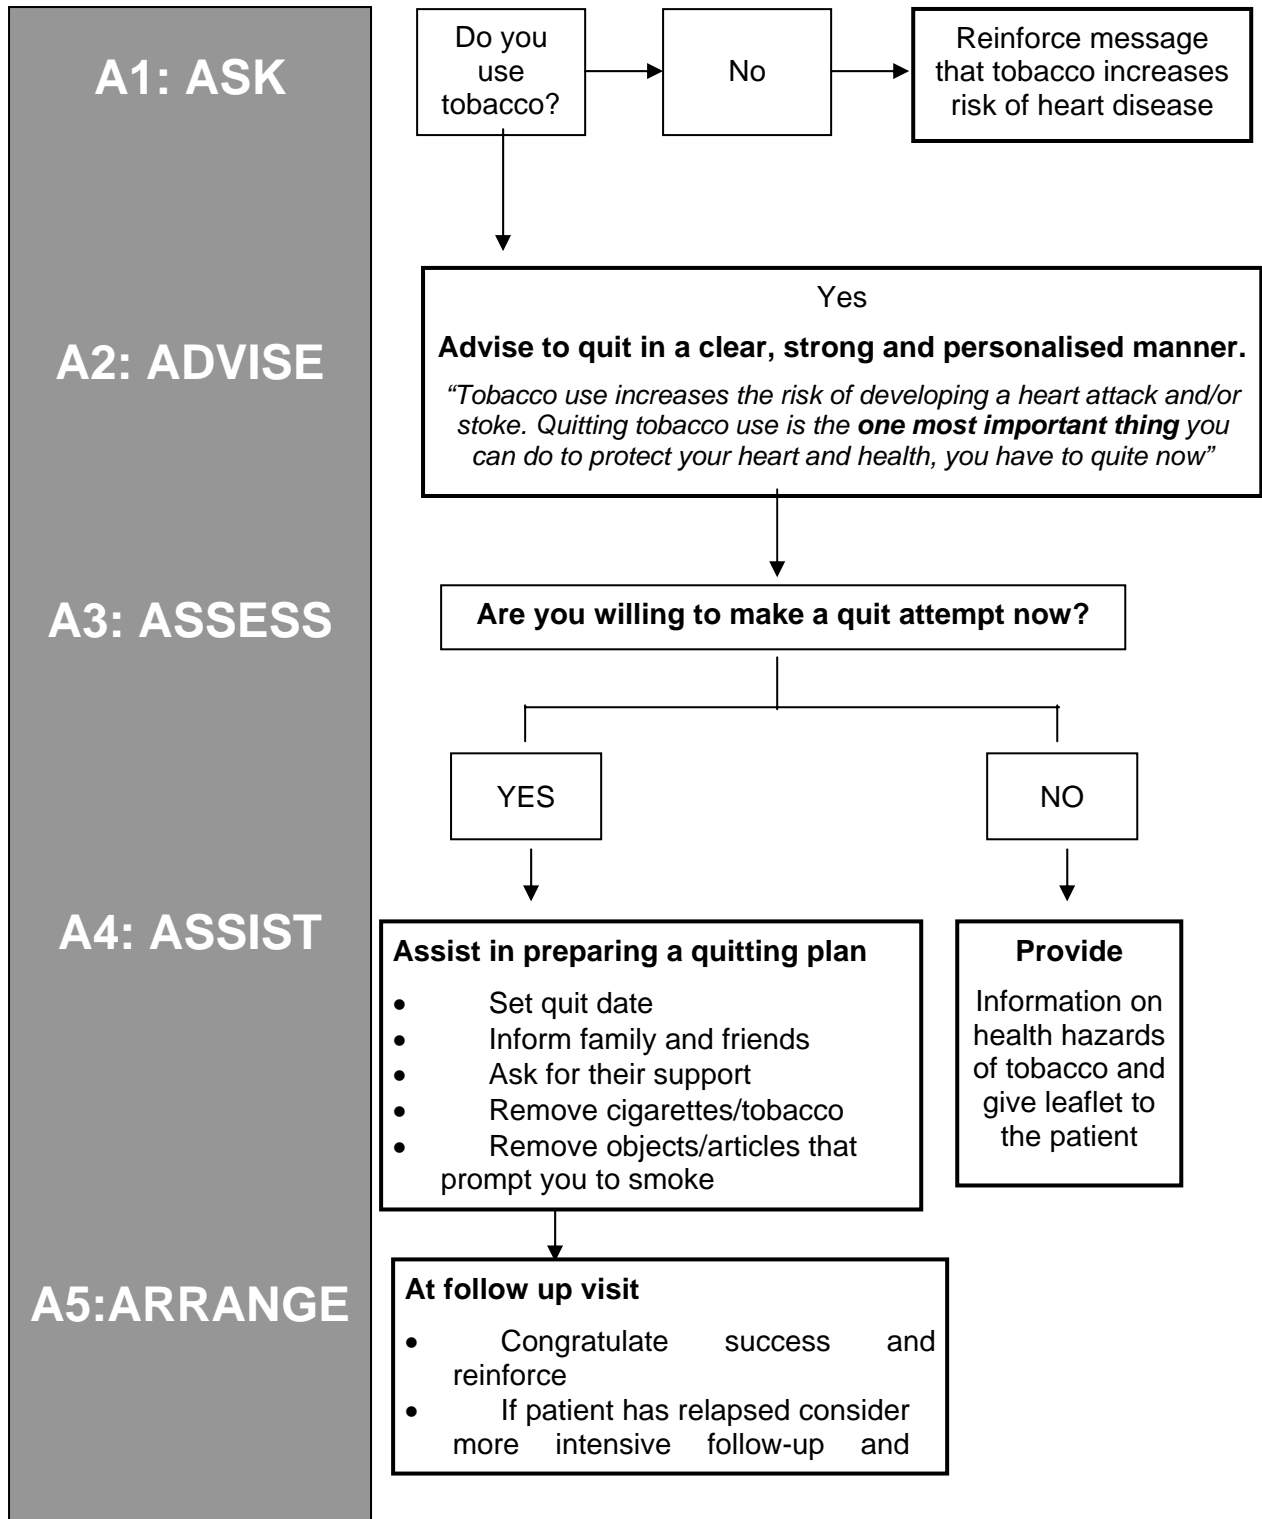 A1: ASK
Do you
use
tobacco?
No
Reinforce message
that tobacco increases
risk of heart disease
A2: ADVISE
Yes
Advise to quit in a clear, strong and personalised manner.
“Tobacco use increases the risk of developing a heart attack and/or
stoke. Quitting tobacco use is the one most important thing you
can do to protect your heart and health, you have to quite now”
A3: ASSESS
Are you willing to make a quit attempt now?
YES
NO
A4: ASSIST
Assist in preparing a quitting plan
• Set quit date
• Inform family and friends
• Ask for their support
• Remove cigarettes/tobacco
• Remove objects/articles that
prompt you to smoke
Provide
Information on
health hazards
of tobacco and
give leaflet to
the patient
A5:ARRANGE
At follow up visit
• Congratulate success and
reinforce
• If patient has relapsed consider
more intensive follow-up and